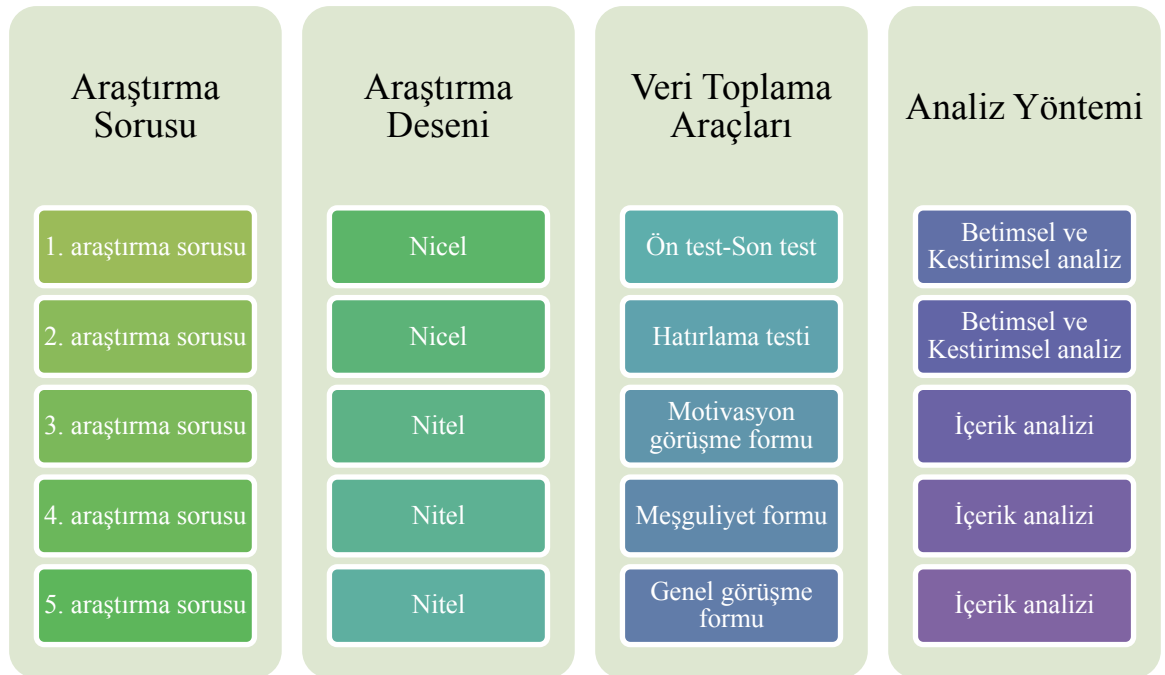 Araştırma
Sorusu
Araştırma
Deseni
Veri Toplama
Araçları
Analiz Yöntemi
1. araştırma sorusu
Nicel
Ön test-Son test
Betimsel ve
Kestirimsel analiz
2. araştırma sorusu
Nicel
Hatırlama testi
Betimsel ve
Kestirimsel analiz
3. araştırma sorusu
Nitel
Motivasyon
görüşme formu
İçerik analizi
4. araştırma sorusu
Nitel
Meşguliyet formu
İçerik analizi
5. araştırma sorusu
Nitel
Genel görüşme
formu
İçerik analizi